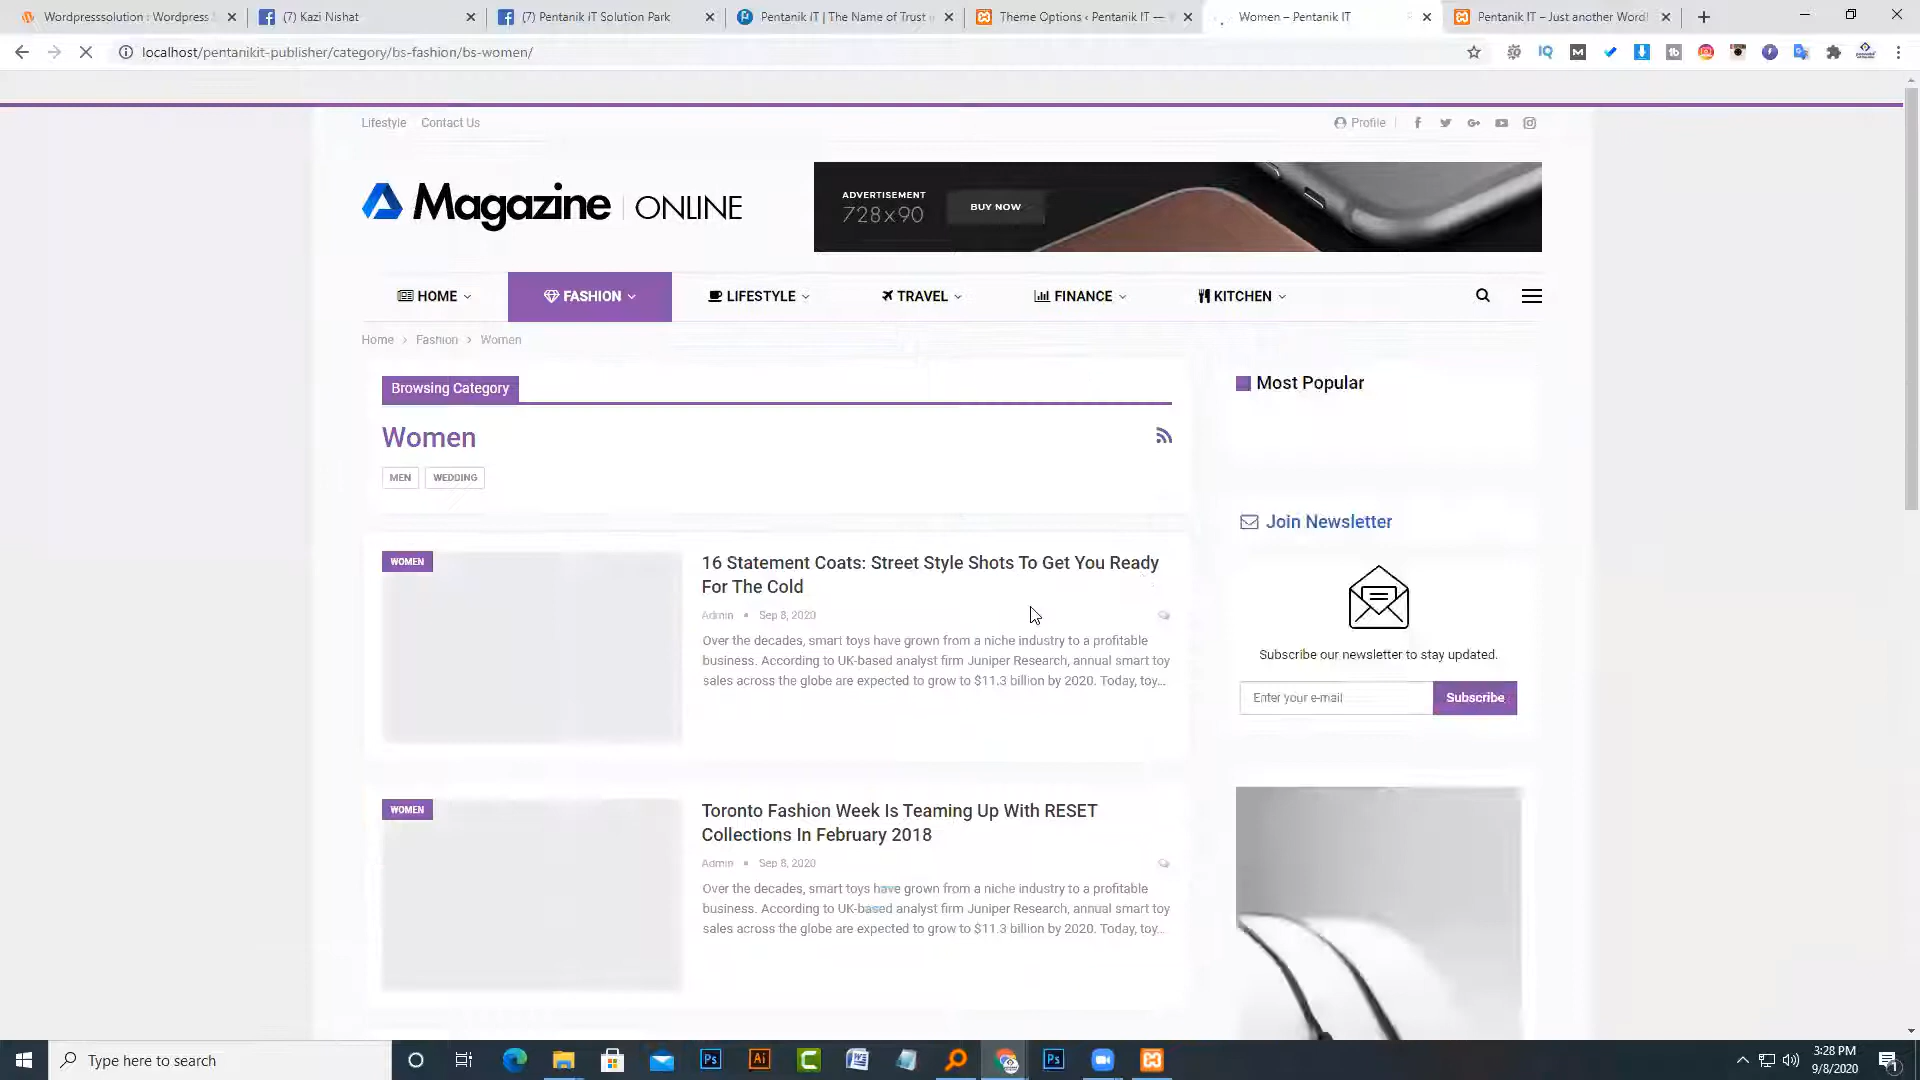 Wordpresssolution : Wordpress
(7) Kazi Nishat
(7) Pentanik iT Solution Park
Pentanik iT | The Name of Trust
Theme Options ‹ Pentanik IT —
Women – Pentanik IT
Pentanik IT – Just another Word
localhost/pentanikit-publisher/category/bs-fashion/bs-women/
Lifestyle Contact Us
Profile
Magazine | ONLINE
ADVERTISEMENT
728x90
BUY NOW
HOME
FASHION
LIFESTYLE
TRAVEL
FINANCE
KITCHEN
Home > Fashion > Women
Browsing Category
Women
MEN
WEDDING
Most Popular
Join Newsletter
Subscribe our newsletter to stay updated.
Enter your e-mail
Subscribe
WOMEN
16 Statement Coats: Street Style Shots To Get You Ready
For The Cold
Admin • Sep 8, 2020
Over the decades, smart toys have grown from a niche industry to a profitable
business. According to UK-based analyst firm Juniper Research, annual smart toy
sales across the globe are expected to grow to $11.3 billion by 2020. Today, toy...
WOMEN
Toronto Fashion Week Is Teaming Up With RESET
Collections In February 2018
Admin • Sep 8, 2020
Over the decades, smart toys have grown from a niche industry to a profitable
business. According to UK-based analyst firm Juniper Research, annual smart toy
sales across the globe are expected to grow to $11.3 billion by 2020. Today, toy...
Type here to search
3:28 PM
9/8/2020